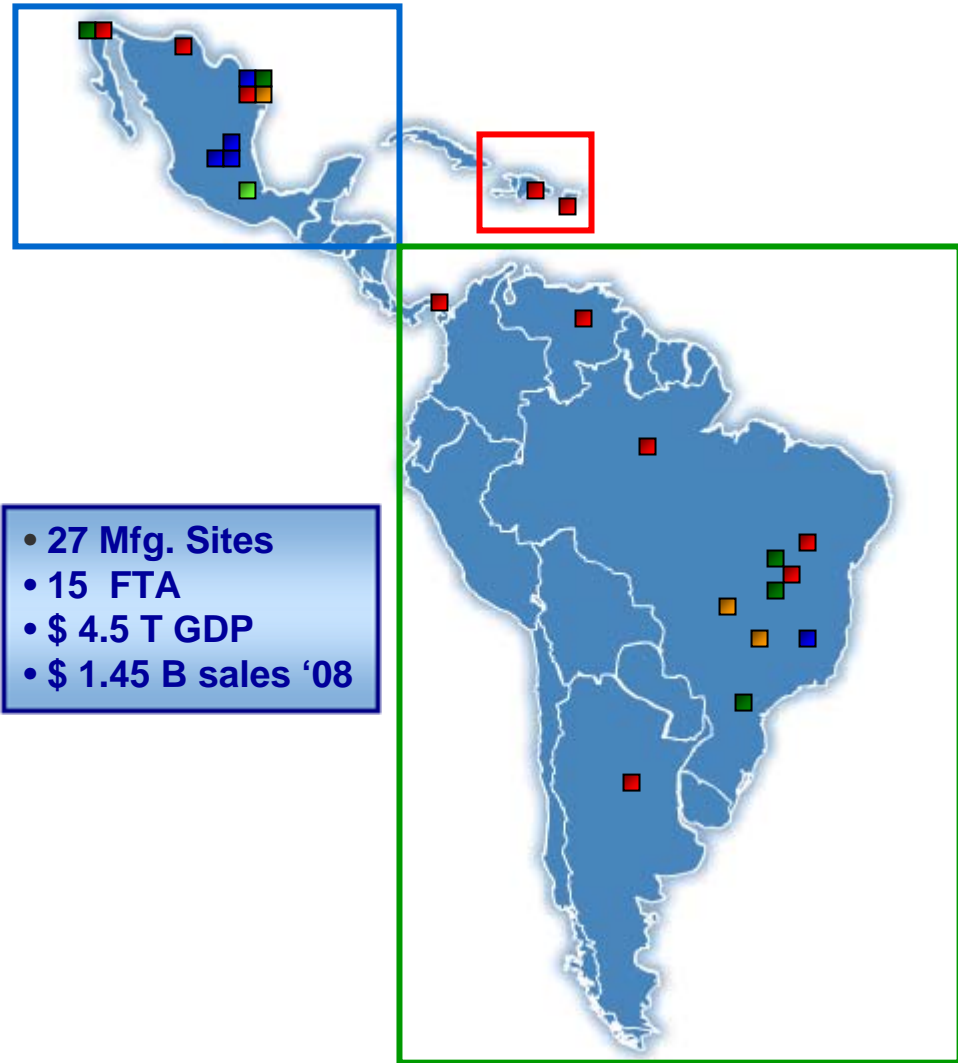 • 27 Mfg. Sites
• 15 FTA
• $ 4.5 T GDP
• $ 1.45 B sales ‘08